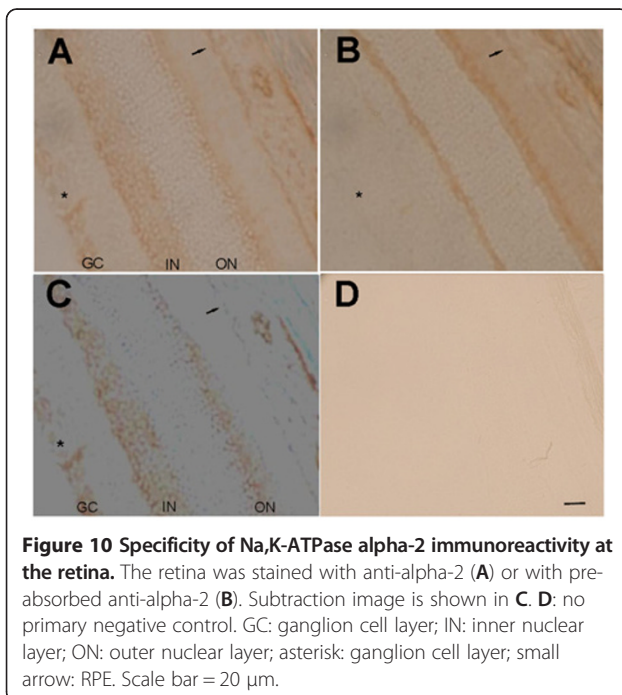 A
B
*
*
GC
IN
ON
C
D
*
GC
IN
ON
Figure 10 Specificity of Na,K-ATPase alpha-2 immunoreactivity at
the retina. The retina was stained with anti-alpha-2 (A) or with pre-
absorbed anti-alpha-2 (B). Subtraction image is shown in C. D: no
primary negative control. GC: ganglion cell layer; IN: inner nuclear
layer; ON: outer nuclear layer; asterisk: ganglion cell layer; small
arrow: RPE. Scale bar = 20 μm.